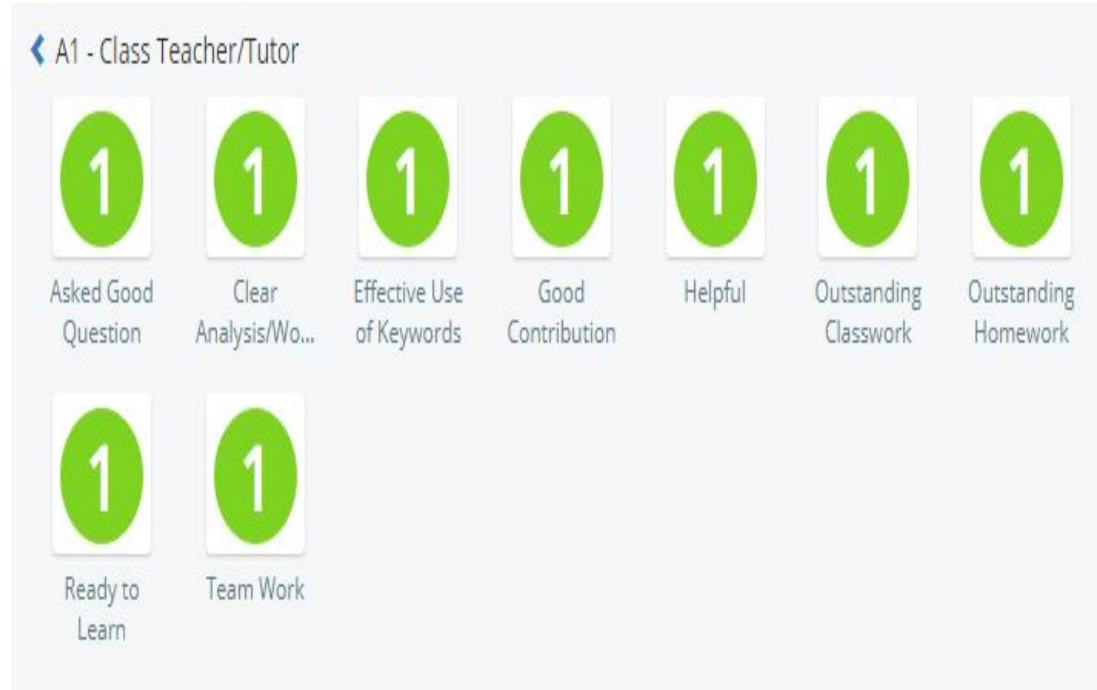 A1 - Class Teacher/Tutor
1 1 1 1 1 1 1
Asked Good Clear Effective Use Good Helpful Outstanding Outstanding
Question Analysis/Wo... of Keywords Contribution Classwork Homework
1 1
Ready to Team Work
Learn